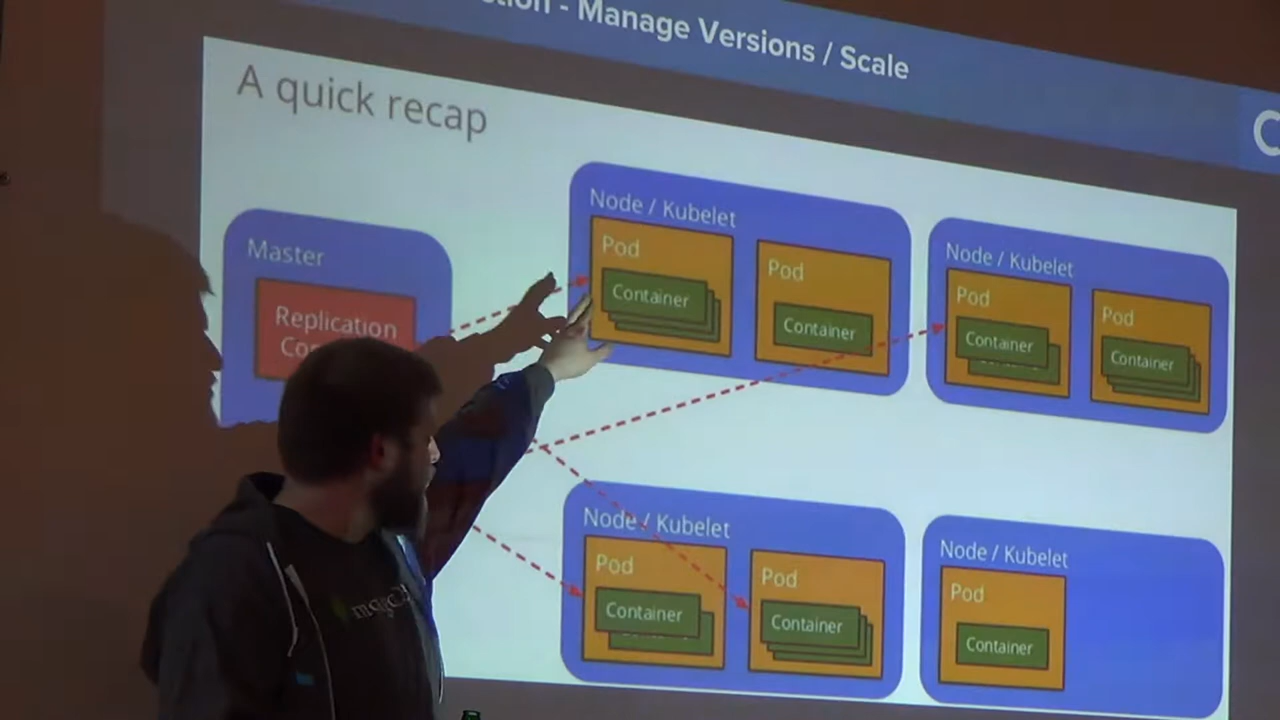 - Manage Versions / Scale
A quick recap
Master
Replication
Node / Kubelet
Pod
Container
Pod
Container
Node / Kubelet
Pod
Container
Pod
Container
Node / Kubelet
Pod
Container
Pod
Container
Node / Kubelet
Pod
Container